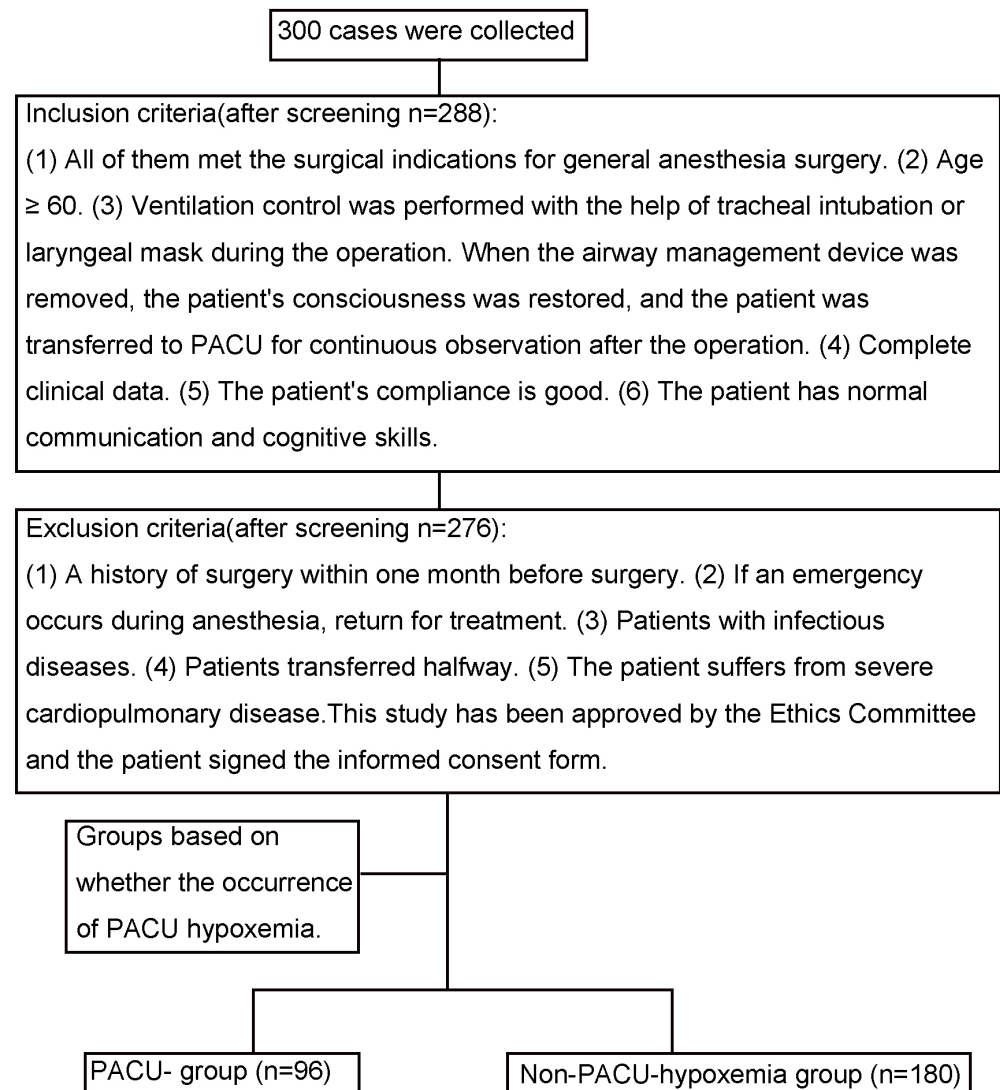 300 cases were collected
Inclusion criteria(after screening n=288):
(1) All of them met the surgical indications for general anesthesia surgery. (2) Age
≥ 60. (3) Ventilation control was performed with the help of tracheal intubation or
laryngeal mask during the operation. When the airway management device was
removed, the patient's consciousness was restored, and the patient was
transferred to PACU for continuous observation after the operation. (4) Complete
clinical data. (5) The patient's compliance is good. (6) The patient has normal
communication and cognitive skills.
Exclusion criteria(after screening n=276):
(1) A history of surgery within one month before surgery. (2) If an emergency
occurs during anesthesia, return for treatment. (3) Patients with infectious
diseases. (4) Patients transferred halfway. (5) The patient suffers from severe
cardiopulmonary disease.This study has been approved by the Ethics Committee
and the patient signed the informed consent form.
Groups based on
whether the occurrence
of PACU hypoxemia.
PACU- group (n=96)
Non-PACU-hypoxemia group (n=180)